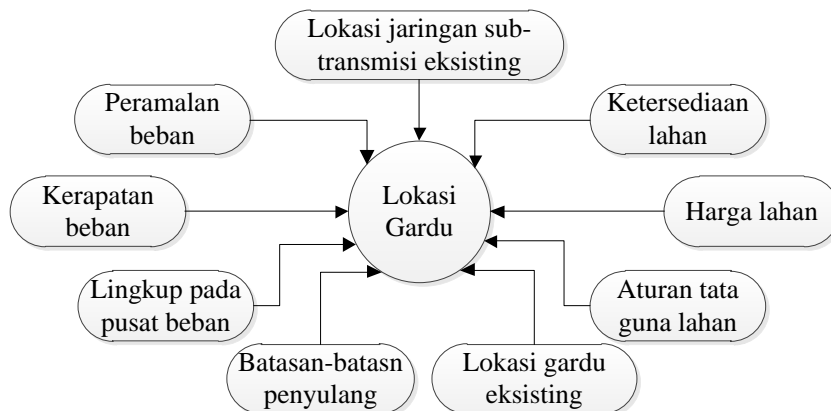 Lokasi jaringan sub-
transmisi eksisting
Peramalan
beban
Ketersediaan
lahan
Kerapatan
beban
Lokasi
Gardu
Harga lahan
Lingkup pada
pusat beban
Aturan tata
guna lahan
Batasan-batasn
penyulang
Lokasi gardu
eksisting